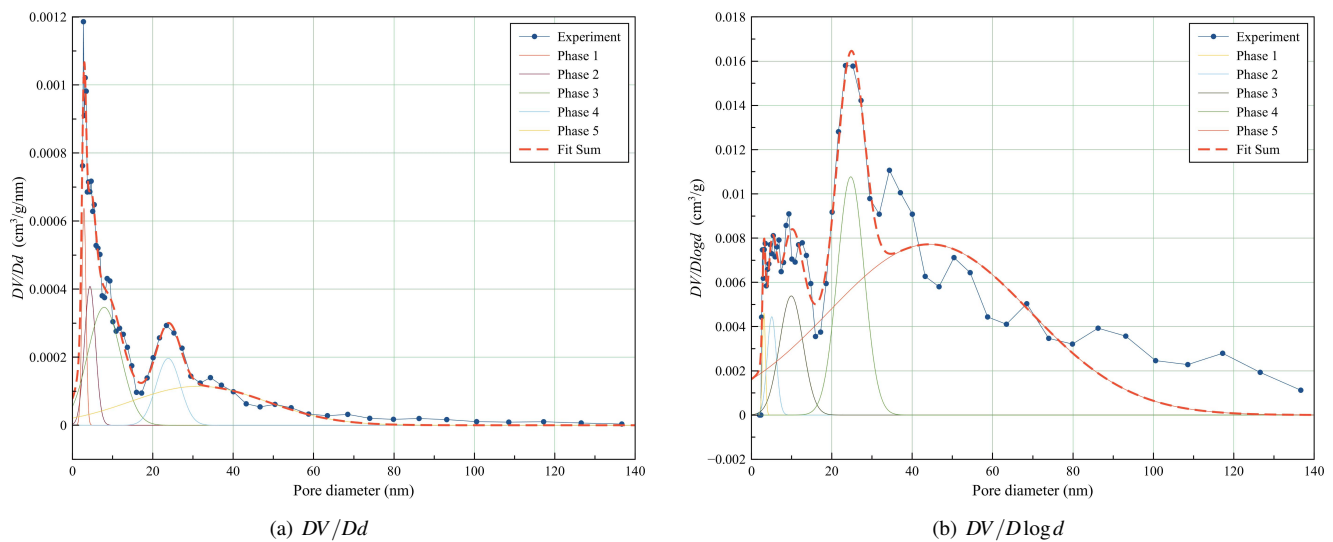 0.0012
0.001
0.0008
0.0006
0.0004
0.0002
0
DV/Dd (cm³/g/nm)
Experiment
Phase 1
Phase 2
Phase 3
Phase 4
Phase 5
Fit Sum
0 20 40 60 80 100 120 140
Pore diameter (nm)
(a) DV/Dd
0.018
0.016
0.014
0.012
0.01
0.008
0.006
0.004
0.002
0
−0.002
DV/Dlogd (cm³/g)
Experiment
Phase 1
Phase 2
Phase 3
Phase 4
Phase 5
Fit Sum
0 20 40 60 80 100 120 140
Pore diameter (nm)
(b) DV/D log d